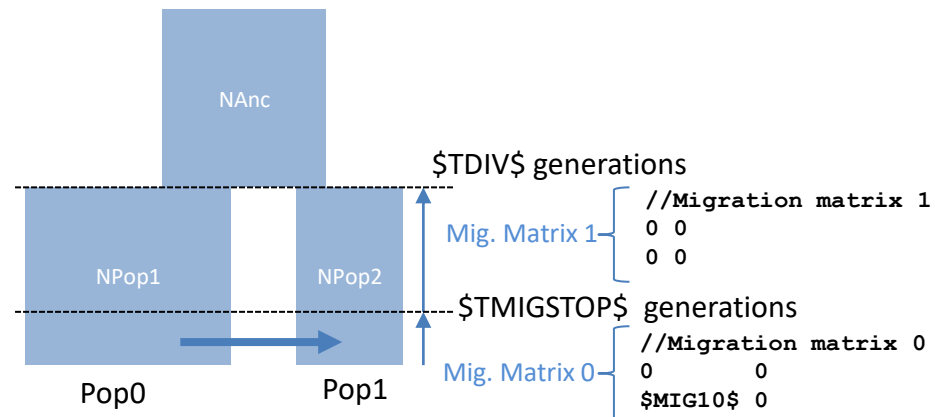 NAnc
$TDIV$ generations
//Migration matrix 1
Mig. Matrix 1
0 0
0 0
NPop1
NPop2
$TMIGSTOP$ generations
//Migration matrix 0
Mig. Matrix 0
0 0
$MIG10$ 0
Pop0
Pop1